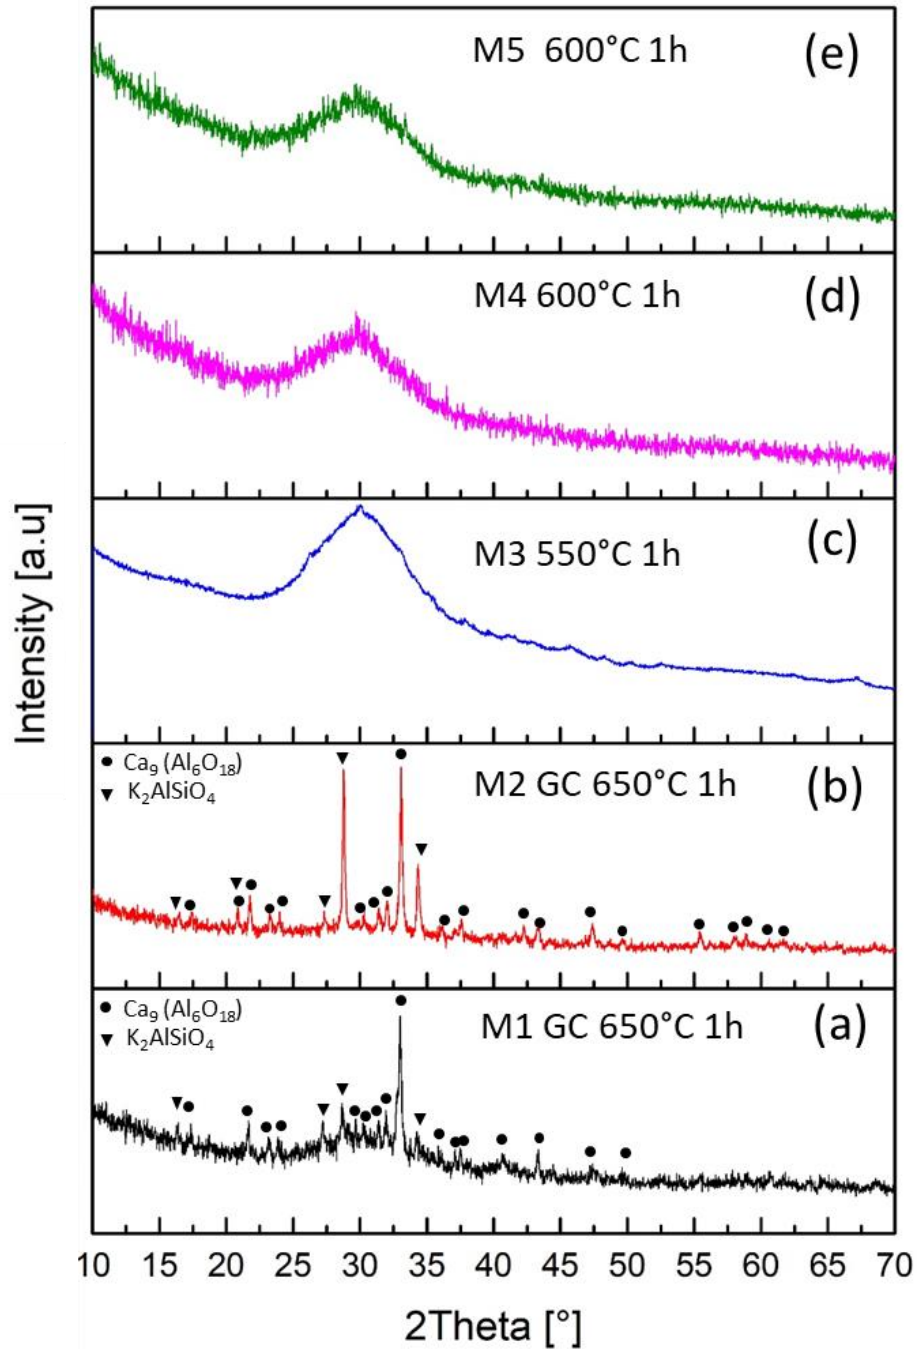 M5 600°C 1h
(e)
M4 600°C 1h
(d)
M3 550°C 1h
(c)
● Ca₉ (Al₆O₁₈)
▼ K₂AlSiO₄
M2 GC 650°C 1h
(b)
● Ca₉ (Al₆O₁₈)
▼ K₂AlSiO₄
M1 GC 650°C 1h
(a)
Intensity [a.u]
10 15 20 25 30 35 40 45 50 55 60 65 70
2Theta [°]